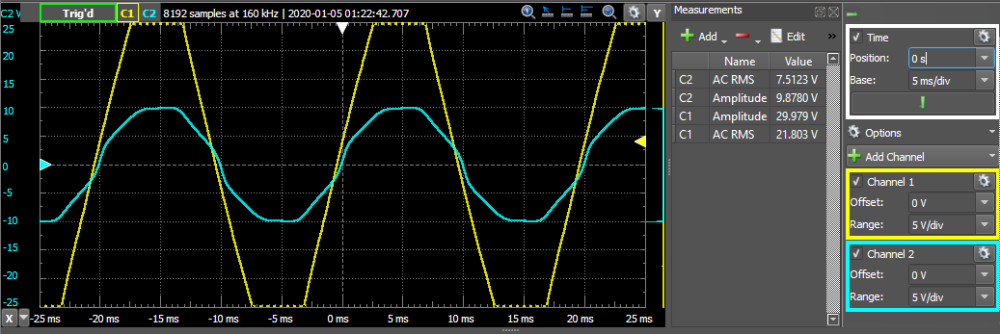 C2 V Trig'd C1 C2 8192 samples at 160 kHz | 2020-01-05 01:22:42.707 Y
25
20
15
10
5
0
-5
-10
-15
-20
-25
X -25 ms -20 ms -15 ms -10 ms -5 ms 0 ms 5 ms 10 ms 15 ms 20 ms 25 ms
Measurements
Add Edit »
Name Value
C2 AC RMS 7.5123 V
C2 Amplitude 9.8780 V
C1 Amplitude 29.979 V
C1 AC RMS 21.803 V
Time
Position: 0 s
Base: 5 ms/div
Options
Add Channel
Channel 1
Offset: 0 V
Range: 5 V/div
Channel 2
Offset: 0 V
Range: 5 V/div